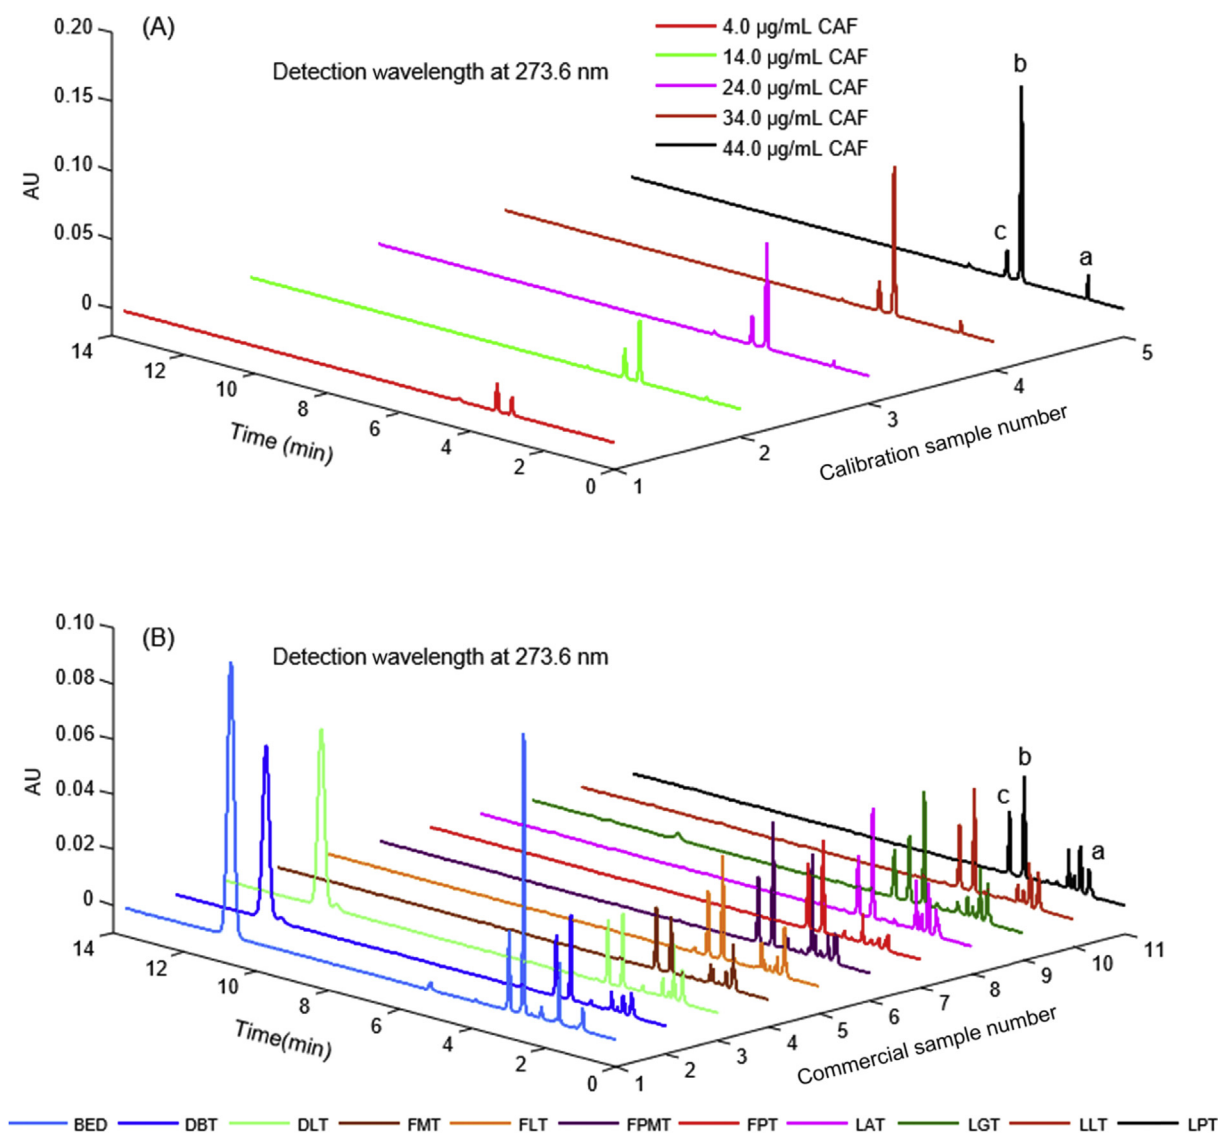 (A)
Detection wavelength at 273.6 nm
4.0 µg/mL CAF
14.0 µg/mL CAF
24.0 µg/mL CAF
34.0 µg/mL CAF
44.0 µg/mL CAF
0.20
0.15
0.10
0.05
0
AU
b
c
a
14
12
10
8
6
4
2
0
Time (min)
1
2
3
4
5
Calibration sample number
(B)
Detection wavelength at 273.6 nm
0.10
0.08
0.06
0.04
0.02
0
AU
b
c
a
14
12
10
8
6
4
2
0
Time(min)
1
2
3
4
5
6
7
8
9
10
11
Commercial sample number
BED DBT DLT FMT FLT FPMT FPT LAT LGT LLT LPT